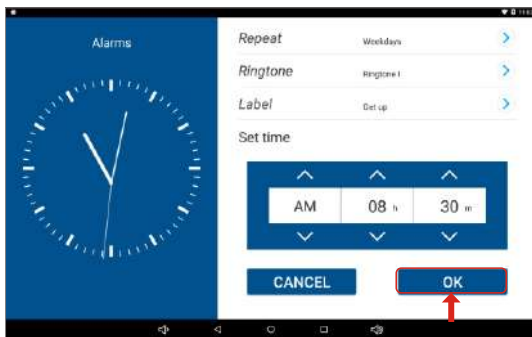 Alarms
Repeat Weekdays
Ringtone Ringtone 1
Label Get up
Set time
AM 08 h 30 m
CANCEL OK